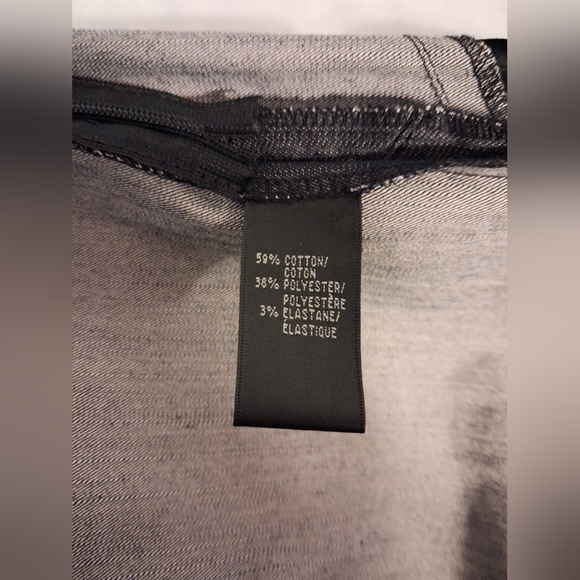 59% COTTON/
COTON
38% POLYESTER/
POLYESTÈRE
3% ELASTANE/
ÉLASTIQUE